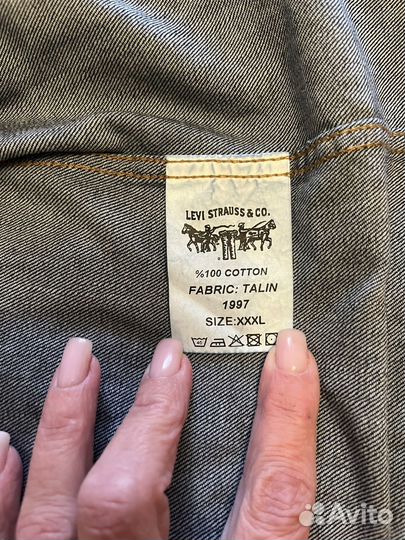 LEVI STRAUSS & CO.
%100 COTTON
FABRIC: TALIN
1997
SIZE:XXXL
Avito